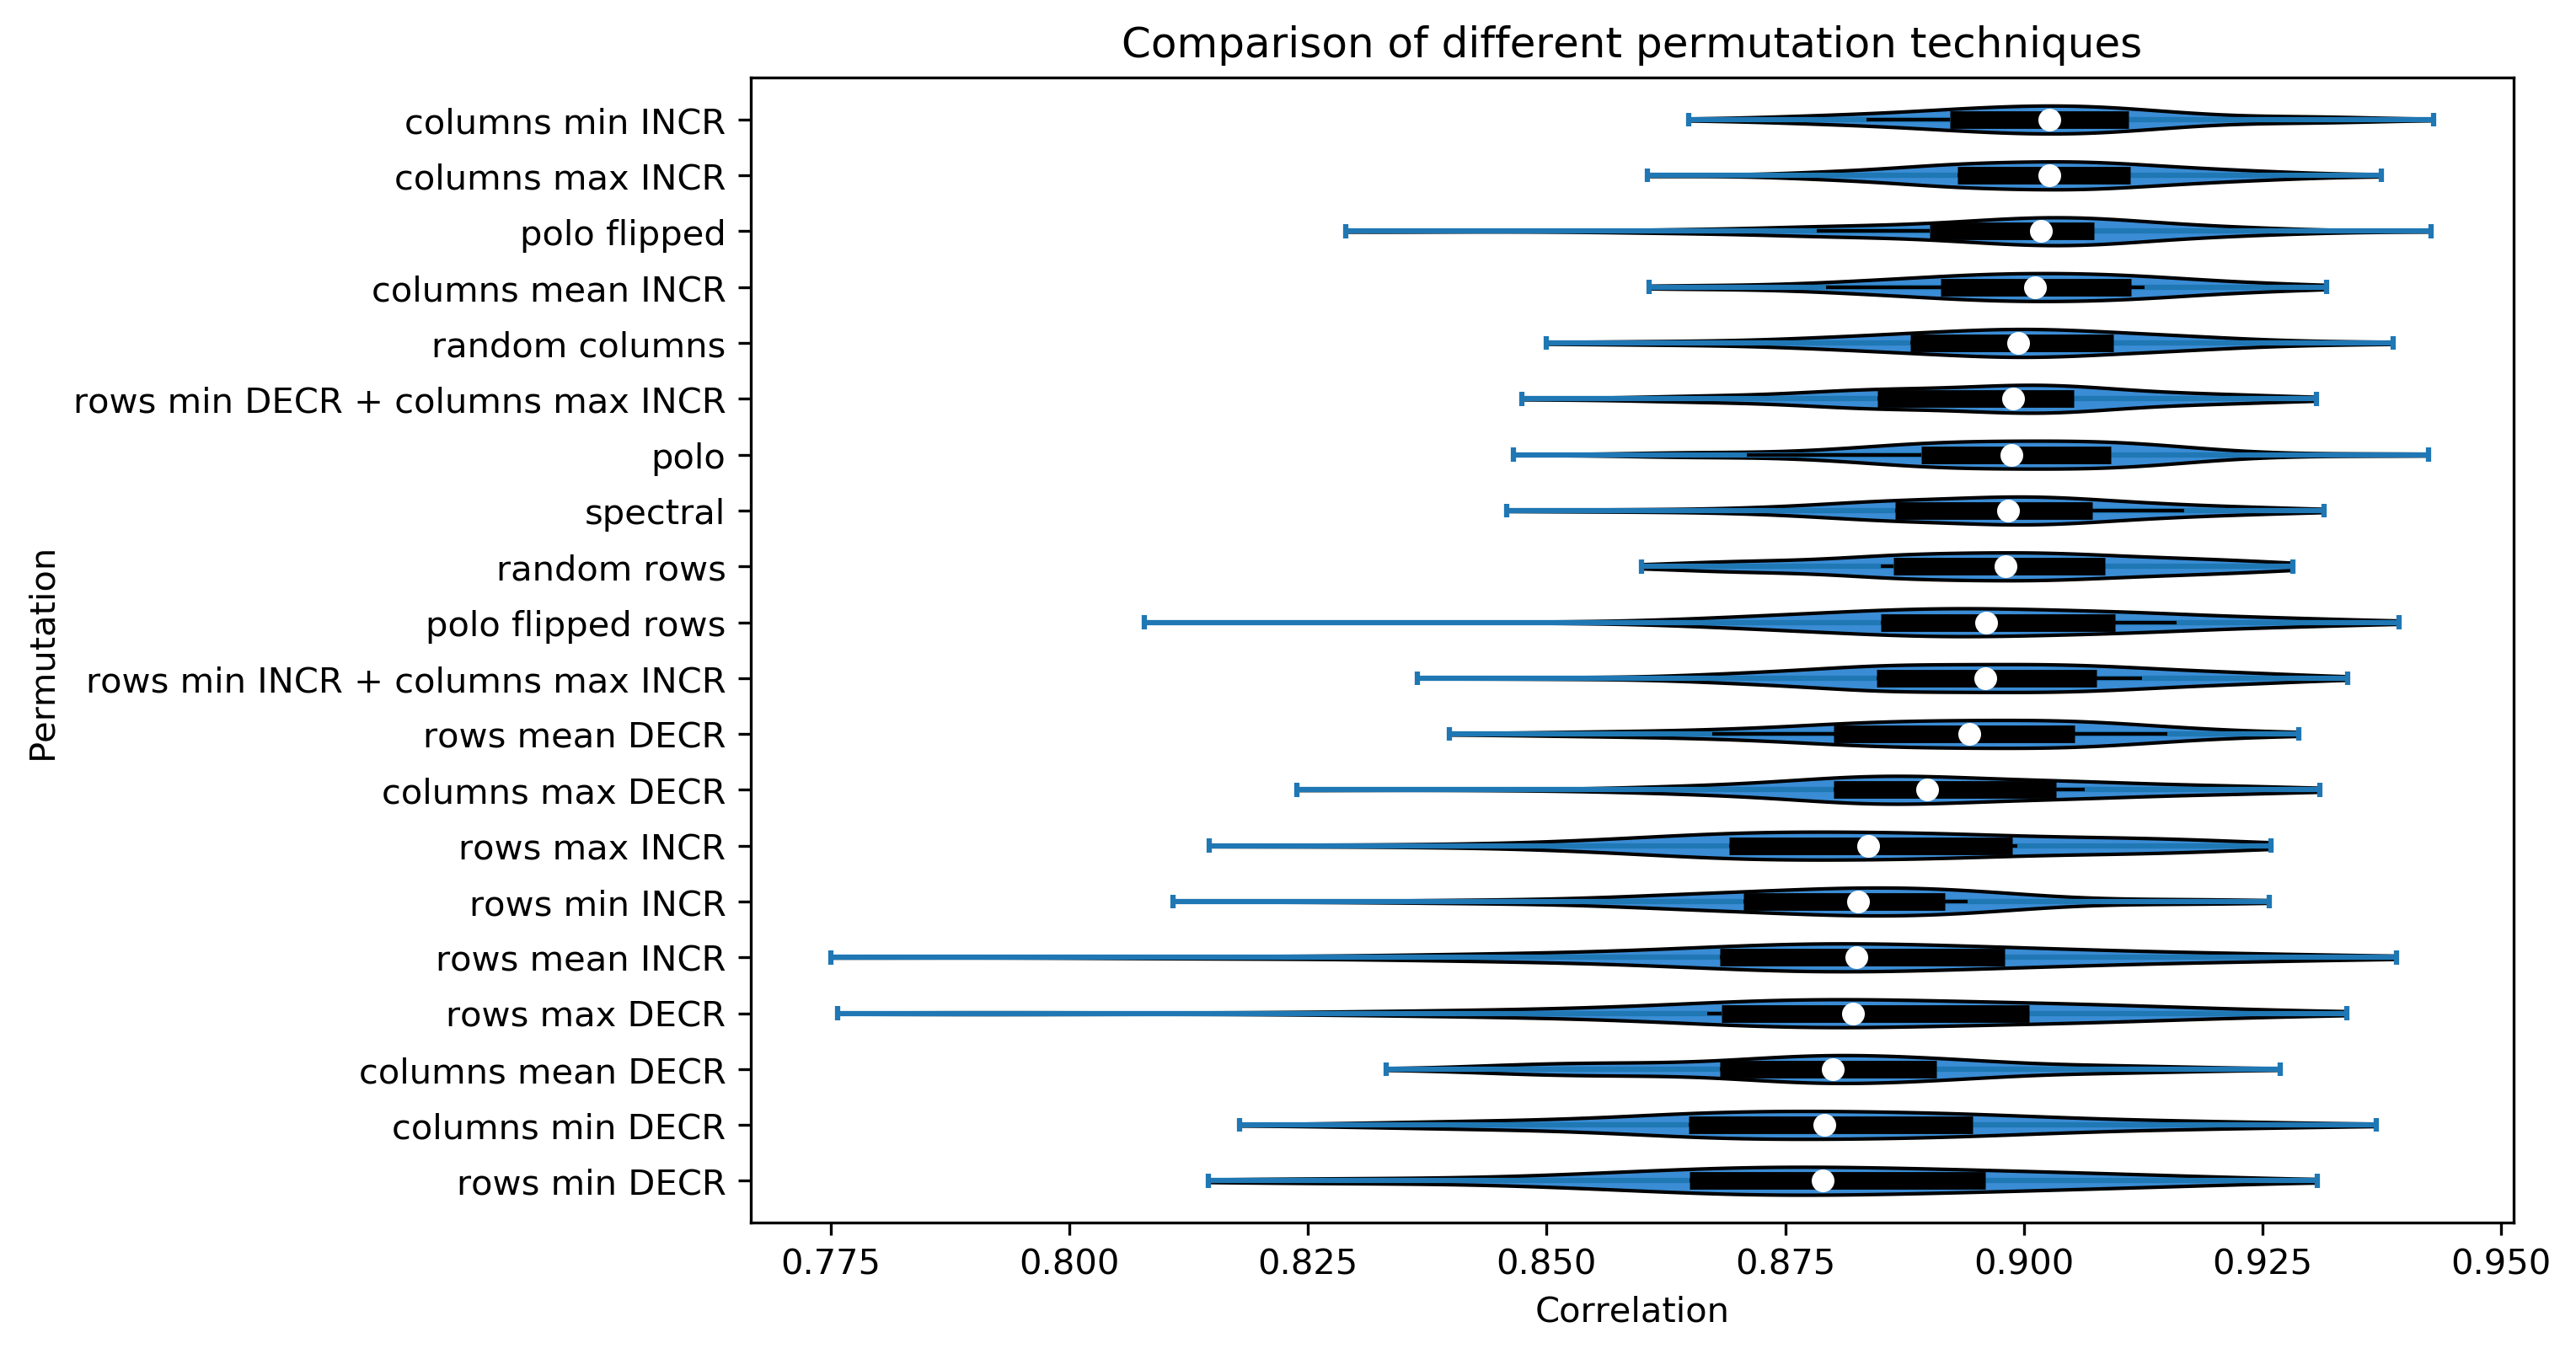 Comparison of different permutation techniques
Permutation
columns min INCR
columns max INCR
polo flipped
columns mean INCR
random columns
rows min DECR + columns max INCR
polo
spectral
random rows
polo flipped rows
rows min INCR + columns max INCR
rows mean DECR
columns max DECR
rows max INCR
rows min INCR
rows mean INCR
rows max DECR
columns mean DECR
columns min DECR
rows min DECR
0.775 0.800 0.825 0.850 0.875 0.900 0.925 0.950
Correlation